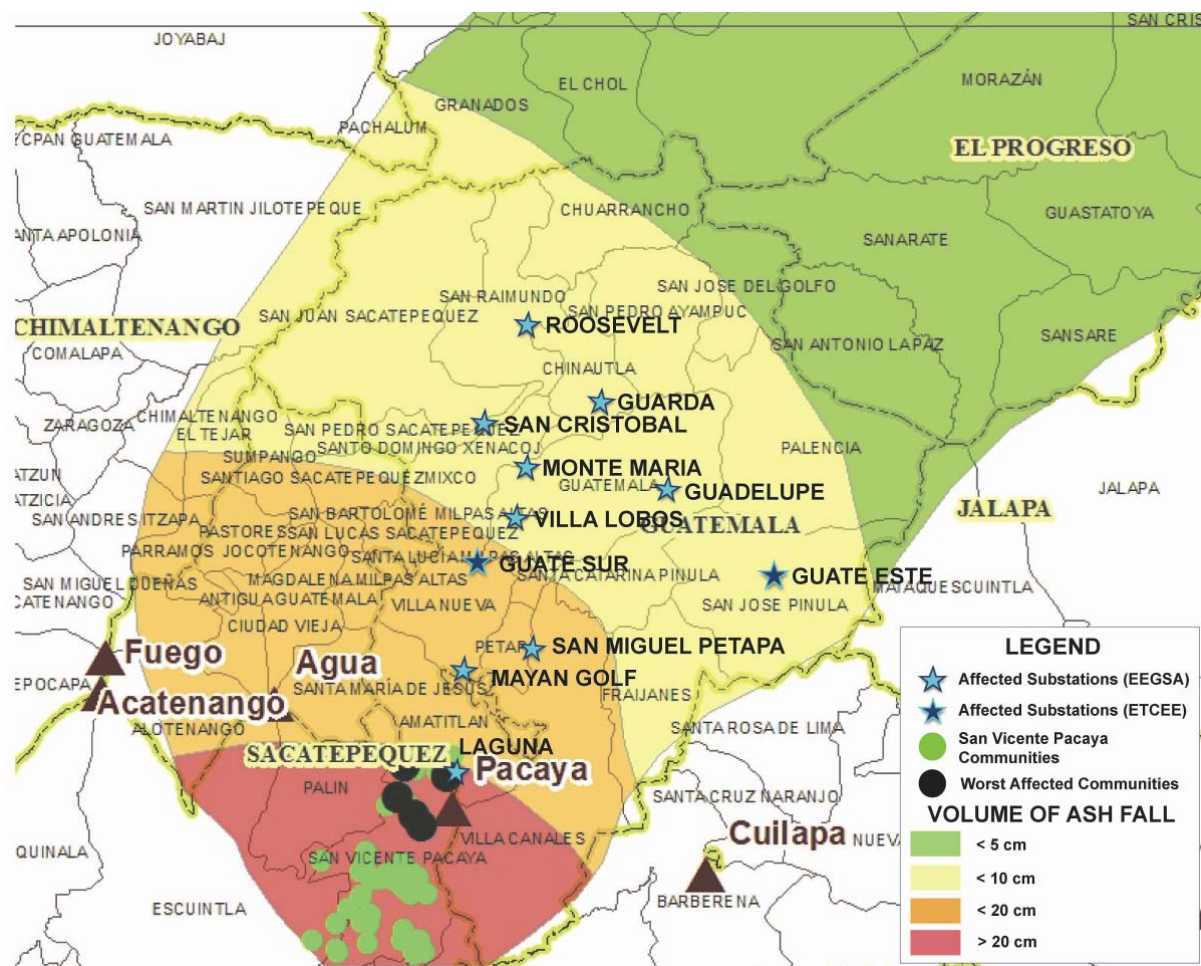 JOYABAJ
SAN CRIS
EL CHOL
MORAZÁN
GRANADOS
PACHALUM
YCPAN GUATEMALA
EL PROGRESO
SAN MARTIN JILOTEPEQUE
CHUARRANCHO
GUASTATOYA
ANTA APOLONIA
SANARATE
SAN RAIMUNDO
SAN JOSE DEL GOLFO
SAN JUAN SACATEPEQUEZ
SAN PEDRO AYAMPUC
CHIMALTENANGO
ROOSEVELT
SANSARE
SAN ANTONIO LAPAZ
COMALAPA
CHINAUTLA
GUARDA
ZARAGOZA
CHIMALTENANGO
SAN CRISTOBAL
EL TEJAR
SAN PEDRO SACATEPEQUEZ
SANTO DOMINGO XENACOJ
PALENCIA
SUMPANGO
ATZUN
SANTIAGO SACATEPEQUEZ
MIXCO
MONTE MARIA
GUATEMALA
GUADELUPE
JALAPA
ATZICIA
SAN BARTOLOMÉ MILPAS ALTAS
VILLA LOBOS
GUATEMALA
JALAPA
SAN ANDRES ITZAPA
PASTORES
SAN LUCAS SACATEPEQUEZ
PARRAMOS
JOCOTENANGO
SANTA LUCIA MILPAS ALTAS
GUATE SUR
SANTA CATARINA PINULA
GUATE ESTE
SAN MIGUEL DUEÑAS
MAGDALENA MILPAS ALTAS
MATAQUESCUINTLA
CATENANGO
ANTIGUA GUATEMALA
VILLA NUEVA
SAN JOSE PINULA
CIUDAD VIEJA
Fuego
Agua
PETAPA
SAN MIGUEL PETAPA
EPOCAPA
SANTA MARÍA DE JESÚS
MAYAN GOLF
FRAIJANES
Acatenango
ALOTENANGO
AMATITLAN
SANTA ROSA DE LIMA
SACATEPEQUEZ
LAGUNA
Pacaya
PALIN
SANTA CRUZ NARANJO
VILLA CANALES
Cuilapa
NUEVA
QUINALA
SAN VICENTE PACAYA
BARBERENA
ESCUINTLA
LEGEND
Affected Substations (EEGSA)
Affected Substations (ETCEE)
San Vicente Pacaya
Communities
Worst Affected Communities
VOLUME OF ASH FALL
< 5 cm
< 10 cm
< 20 cm
> 20 cm